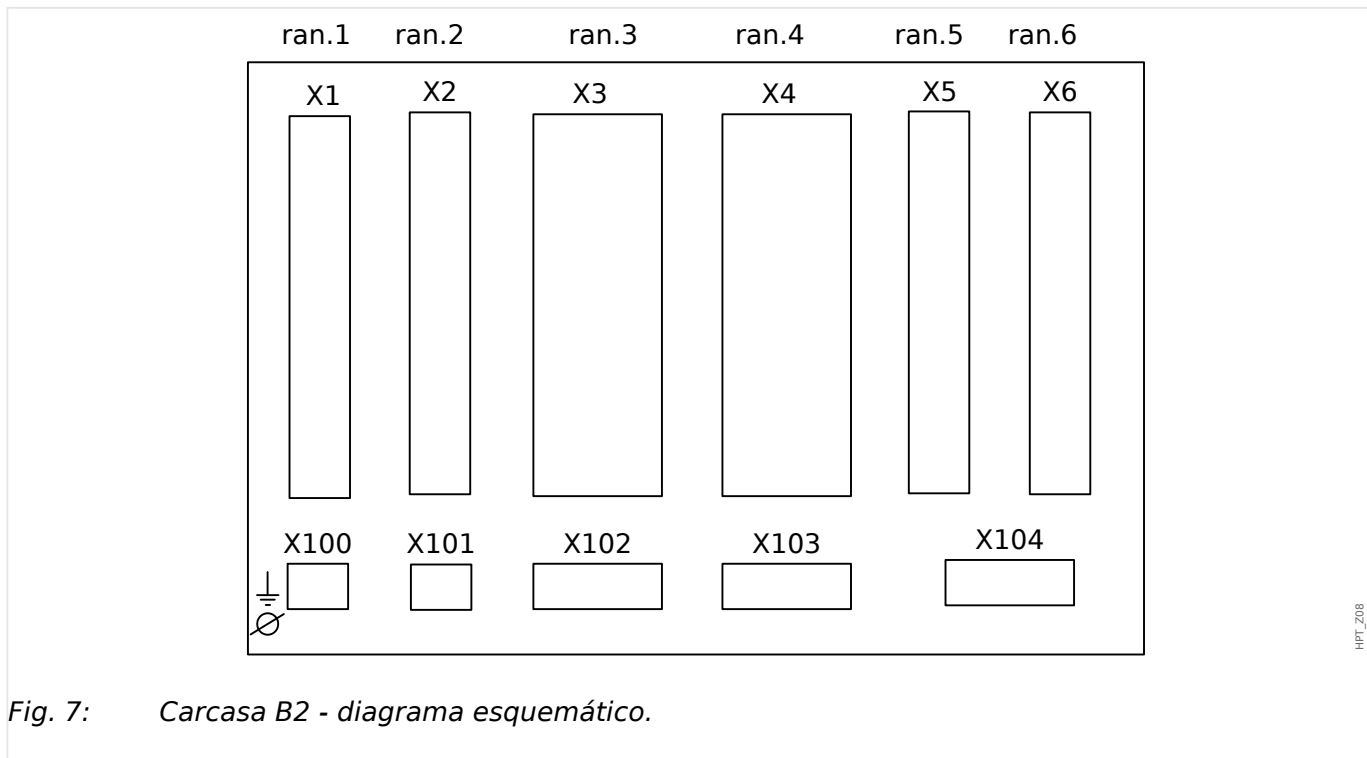 ran.1 ran.2 ran.3 ran.4 ran.5 ran.6
X1 X2 X3 X4 X5 X6
X100 X101 X102 X103 X104
HPT_Z08
Fig. 7: Carcasa B2 - diagrama esquemático.